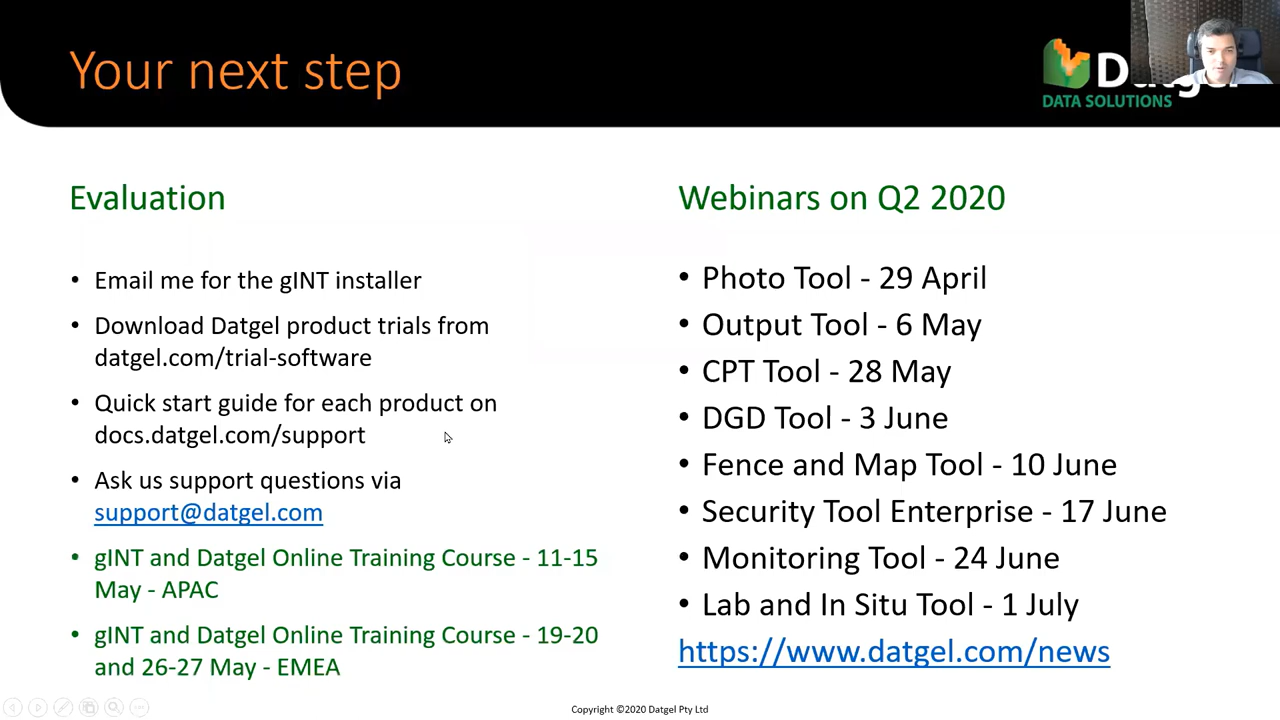 Your next step
DATA SOLUTIONS
Evaluation
• Email me for the gINT installer
• Download Datgel product trials from
datgel.com/trial-software
• Quick start guide for each product on
docs.datgel.com/support
• Ask us support questions via
support@datgel.com
• gINT and Datgel Online Training Course - 11-15
May - APAC
• gINT and Datgel Online Training Course - 19-20
and 26-27 May - EMEA
Webinars on Q2 2020
• Photo Tool - 29 April
• Output Tool - 6 May
• CPT Tool - 28 May
• DGD Tool - 3 June
• Fence and Map Tool - 10 June
• Security Tool Enterprise - 17 June
• Monitoring Tool - 24 June
• Lab and In Situ Tool - 1 July
https://www.datgel.com/news
Copyright ©2020 Datgel Pty Ltd